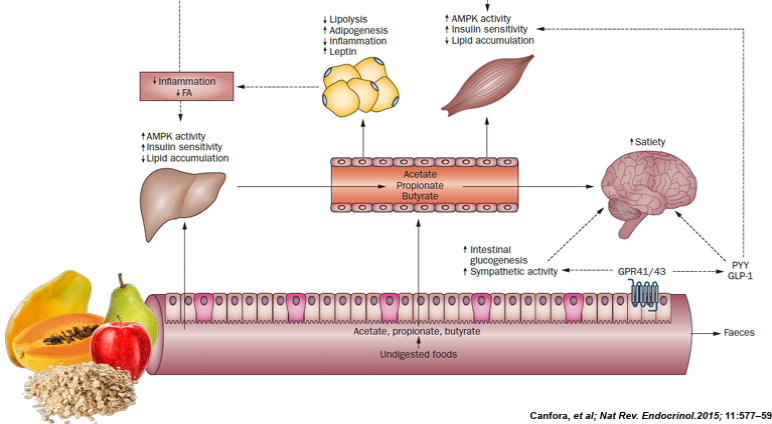 ↓ Lipolysis
↑ Adipogenesis
↓ Inflammation
↑ Leptin
↑ AMPK activity
↑ Insulin sensitivity
↓ Lipid accumulation
↓ Inflammation
↓ FA
↑ AMPK activity
↑ Insulin sensitivity
↓ Lipid accumulation
Acetate
Propionate
Butyrate
↑ Satiety
↑ Intestinal
glucogenesis
↑ Sympathetic activity
GPR41/43
PYY
GLP-1
Acetate, propionate, butyrate
Undigested foods
Faeces
Canfora, et al; Nat Rev. Endocrinol.2015; 11:577–59